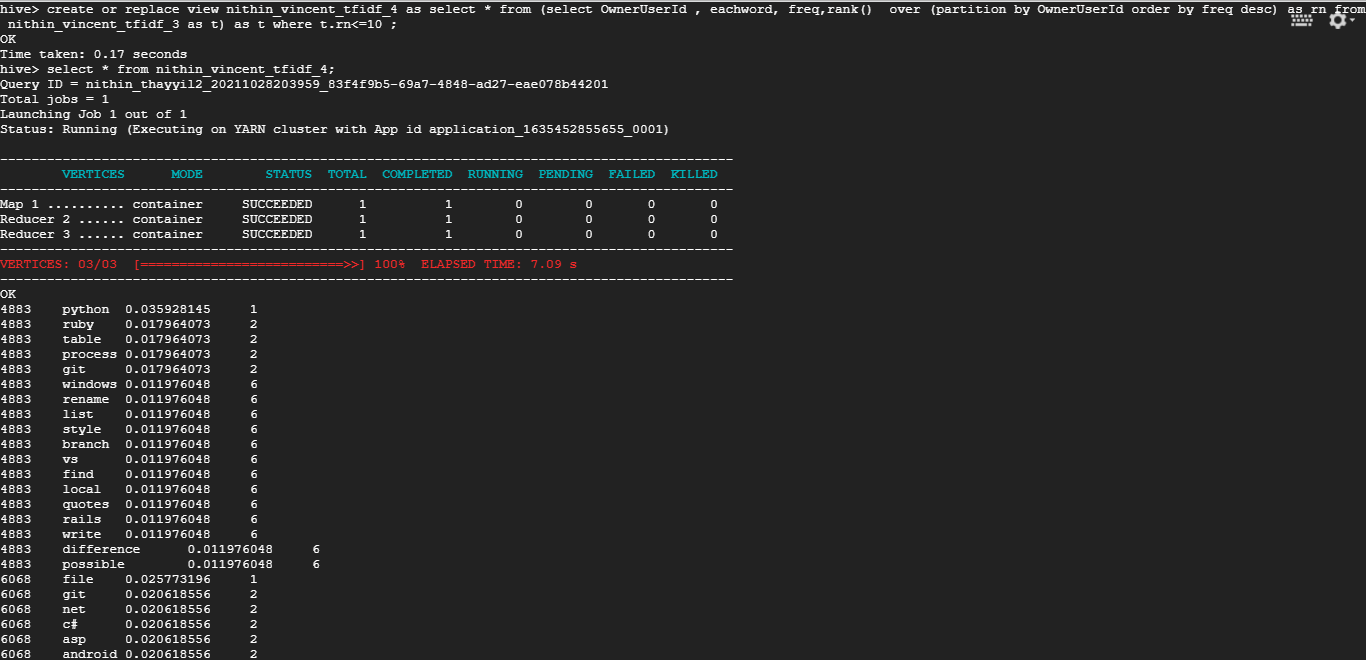 hive> create or replace view nithin_vincent_tfidf_4 as select * from (select OwnerUserId , eachword, freq,rank()  over (partition by OwnerUserId order by freq desc) as rn from
 nithin_vincent_tfidf_3 as t) as t where t.rn<=10 ;
OK
Time taken: 0.17 seconds
hive> select * from nithin_vincent_tfidf_4;
Query ID = nithin_thayyil2_20211028203959_83f4f9b5-69a7-4848-ad27-eae078b44201
Total jobs = 1
Launching Job 1 out of 1
Status: Running (Executing on YARN cluster with App id application_1635452855655_0001)
----------------------------------------------------------------------------------------------
        VERTICES      MODE        STATUS  TOTAL  COMPLETED  RUNNING  PENDING  FAILED  KILLED
----------------------------------------------------------------------------------------------
Map 1 .......... container     SUCCEEDED      1          1        0        0       0       0
Reducer 2 ...... container     SUCCEEDED      1          1        0        0       0       0
Reducer 3 ...... container     SUCCEEDED      1          1        0        0       0       0
----------------------------------------------------------------------------------------------
VERTICES: 03/03  [==========================>>] 100%  ELAPSED TIME: 7.09 s
----------------------------------------------------------------------------------------------
OK
4883    python  0.035928145     1
4883    ruby    0.017964073     2
4883    table   0.017964073     2
4883    process 0.017964073     2
4883    git     0.017964073     2
4883    windows 0.011976048     6
4883    rename  0.011976048     6
4883    list    0.011976048     6
4883    style   0.011976048     6
4883    branch  0.011976048     6
4883    vs      0.011976048     6
4883    find    0.011976048     6
4883    local   0.011976048     6
4883    quotes  0.011976048     6
4883    rails   0.011976048     6
4883    write   0.011976048     6
4883    difference      0.011976048     6
4883    possible        0.011976048     6
6068    file    0.025773196     1
6068    git     0.020618556     2
6068    net     0.020618556     2
6068    c#      0.020618556     2
6068    asp     0.020618556     2
6068    android 0.020618556     2